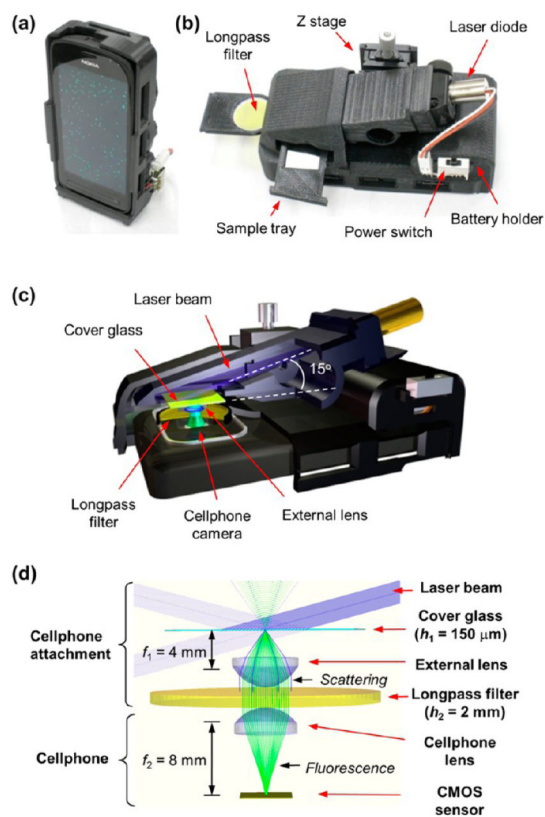 (a)
NOKIA
(b)
Longpass
filter
Z stage
Laser diode
Sample tray
Power switch
Battery holder
(c)
Laser beam
Cover glass
15°
Longpass
filter
Cellphone
camera
External lens
(d)
Cellphone
attachment
f₁ = 4 mm
Laser beam
Cover glass
(h₁ = 150 μm)
External lens
Scattering
Longpass filter
(h₂ = 2 mm)
Cellphone
f₂ = 8 mm
Cellphone
lens
Fluorescence
CMOS
sensor